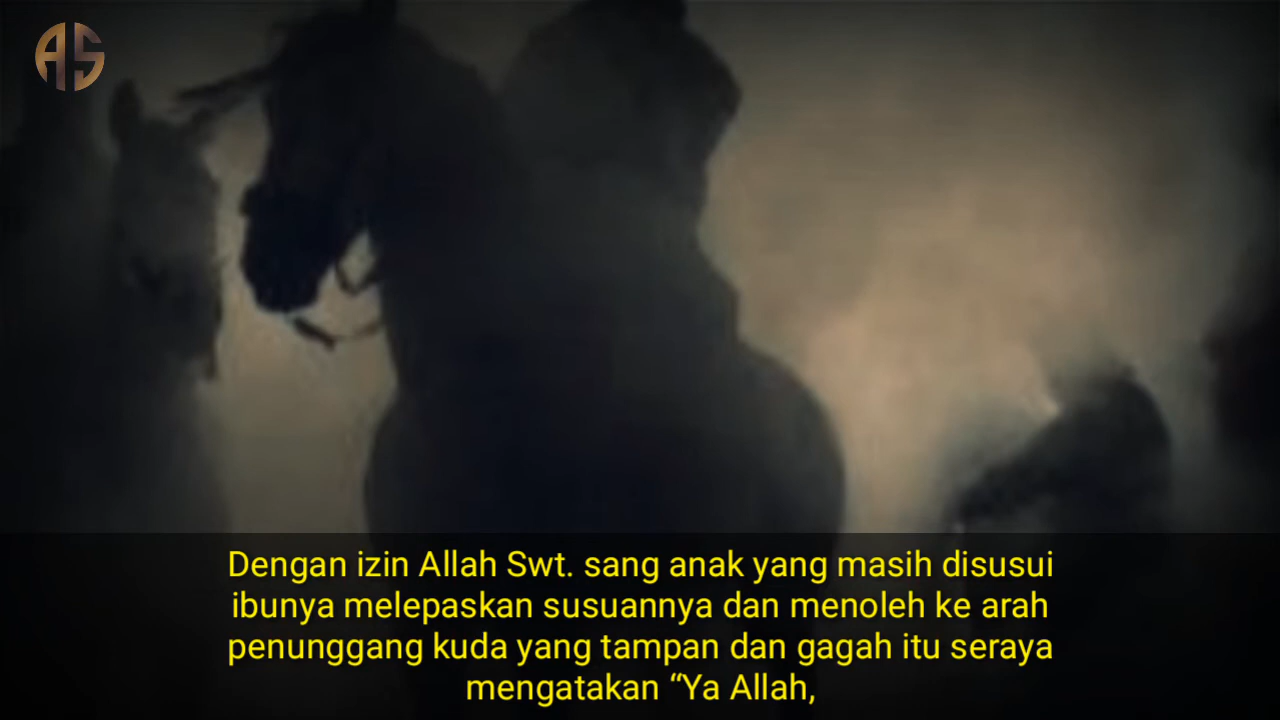 AS
Dengan izin Allah Swt. sang anak yang masih disusui
ibunya melepaskan susuannya dan menoleh ke arah
penunggang kuda yang tampan dan gagah itu seraya
mengatakan “Ya Allah,